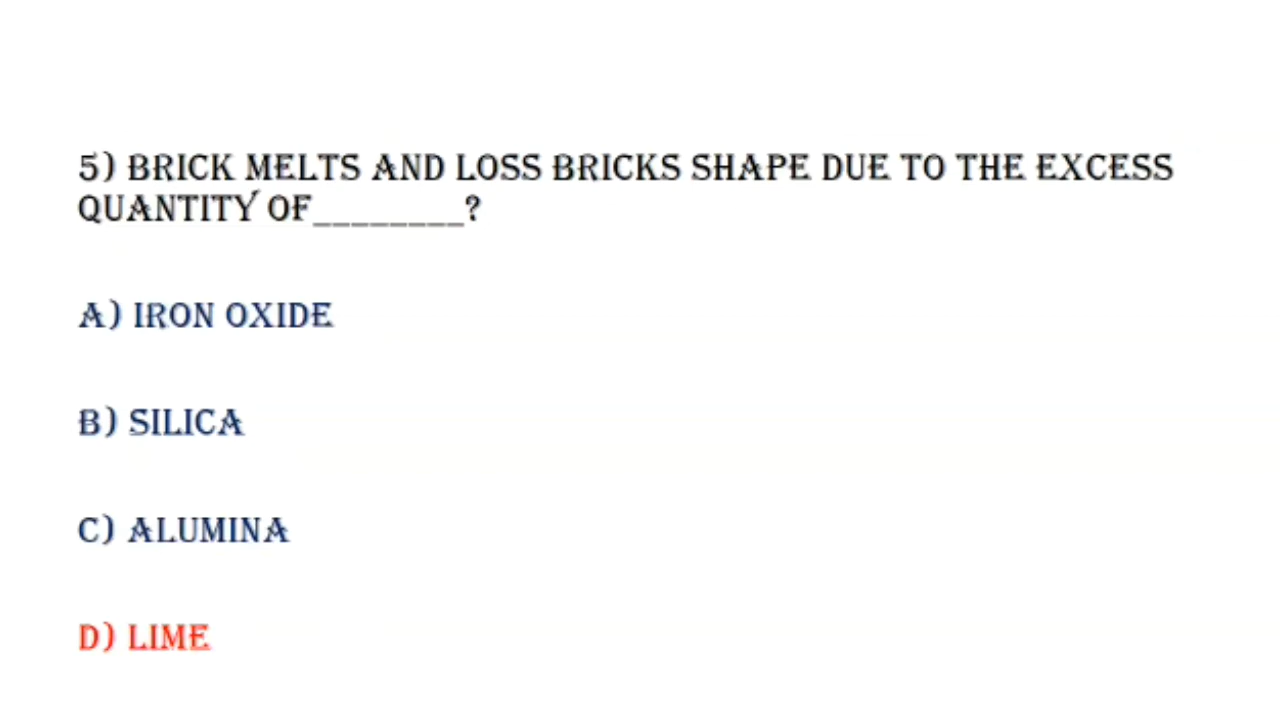 5) BRICK MELTS AND LOSS BRICKS SHAPE DUE TO THE EXCESS
QUANTITY OF________?
A) IRON OXIDE
B) SILICA
C) ALUMINA
D) LIME